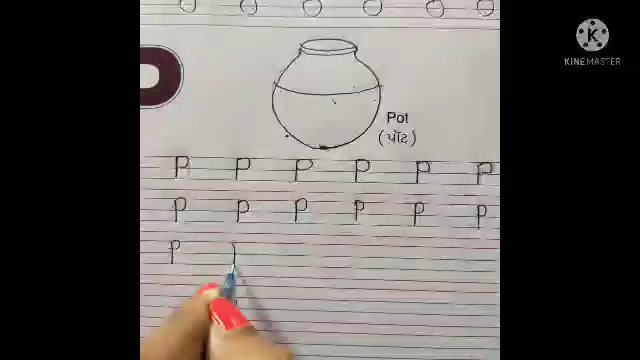 K
KINEMASTER
Pot
(પૉટ)
P P P P P P
P P P P P P
P